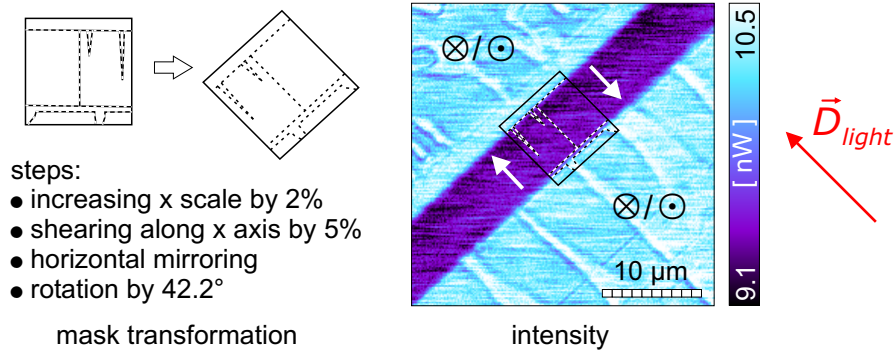 steps:
● increasing x scale by 2%
● shearing along x axis by 5%
● horizontal mirroring
● rotation by 42.2°
mask transformation
⊗/⊙
⊗/⊙
10 µm
intensity
10.5
[ nW ]
9.1
D⃗light